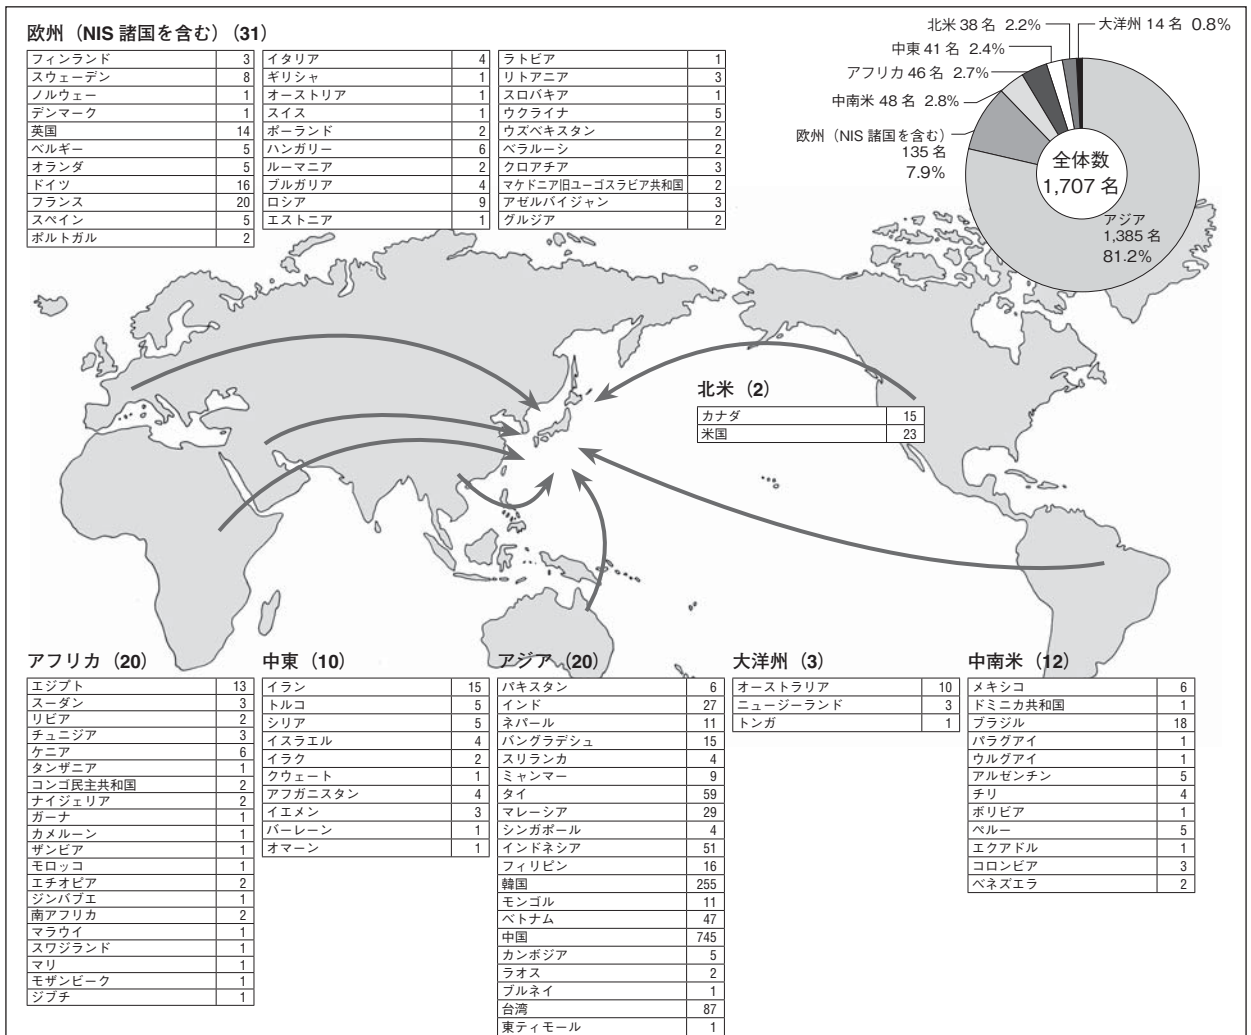 欧州（NIS 諸国を含む）（31）
フィンランド 3
スウェーデン 8
ノルウェー 1
デンマーク 1
英国 14
ベルギー 5
オランダ 5
ドイツ 16
フランス 20
スペイン 5
ポルトガル 2
イタリア 4
ギリシャ 1
オーストリア 1
スイス 1
ポーランド 2
ハンガリー 6
ルーマニア 2
ブルガリア 4
ロシア 9
エストニア 1
ラトビア 1
リトアニア 3
スロバキア 1
ウクライナ 5
ウズベキスタン 2
ベラルーシ 2
クロアチア 3
マケドニア旧ユーゴスラビア共和国 2
アゼルバイジャン 3
グルジア 2
北米 38 名 2.2%
大洋州 14 名 0.8%
中東 41 名 2.4%
アフリカ 46 名 2.7%
中南米 48 名 2.8%
欧州（NIS 諸国を含む）
135 名
7.9%
全体数
1,707 名
アジア
1,385 名
81.2%
北米（2）
カナダ 15
米国 23
アフリカ（20）
エジプト 13
スーダン 3
リビア 2
チュニジア 3
ケニア 6
タンザニア 1
コンゴ民主共和国 2
ナイジェリア 2
ガーナ 1
カメルーン 1
ザンビア 1
モロッコ 1
エチオピア 2
ジンバブエ 1
南アフリカ 2
マラウイ 1
スワジランド 1
マリ 1
モザンビーク 1
ジブチ 1
中東（10）
イラン 15
トルコ 5
シリア 5
イスラエル 4
イラク 2
クウェート 1
アフガニスタン 4
イエメン 3
バーレーン 1
オマーン 1
アジア（20）
パキスタン 6
インド 27
ネパール 11
バングラデシュ 15
スリランカ 4
ミャンマー 9
タイ 59
マレーシア 29
シンガポール 4
インドネシア 51
フィリピン 16
韓国 255
モンゴル 11
ベトナム 47
中国 745
カンボジア 5
ラオス 2
ブルネイ 1
台湾 87
東ティモール 1
大洋州（3）
オーストラリア 10
ニュージーランド 3
トンガ 1
中南米（12）
メキシコ 6
ドミニカ共和国 1
ブラジル 18
パラグアイ 1
ウルグアイ 1
アルゼンチン 5
チリ 4
ボリビア 1
ペルー 5
エクアドル 1
コロンビア 3
ベネズエラ 2